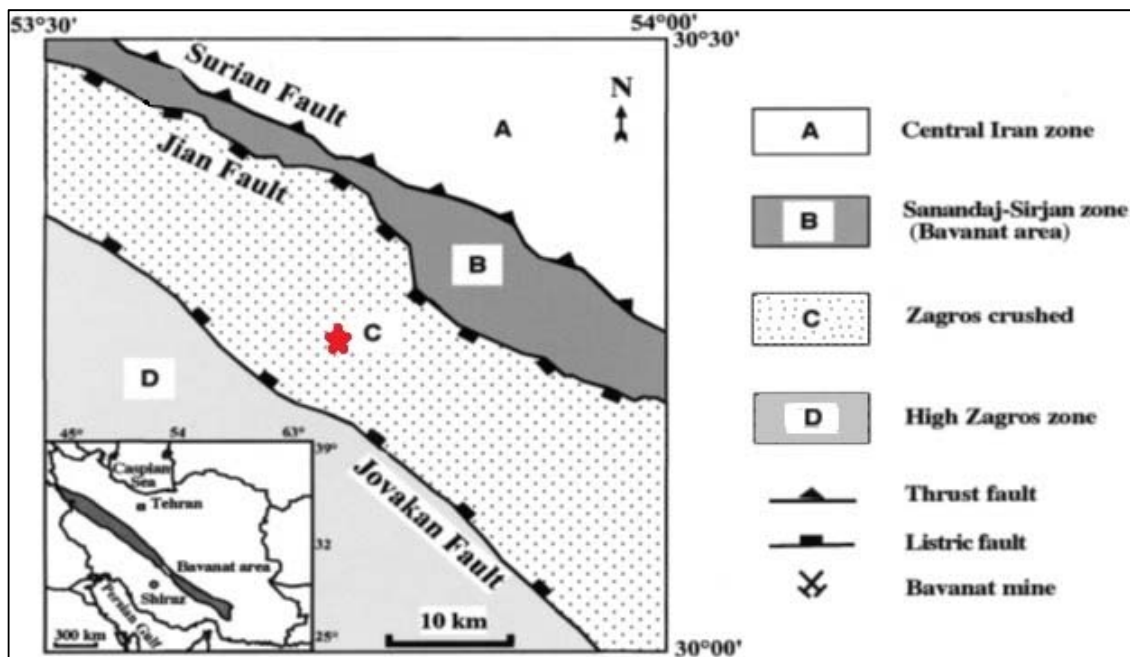 53°30'
54°00'
30°30'
Surian Fault
N
A
Jian Fault
B
C
D
Jovakan Fault
10 km
30°00'
45°
54
63°
39°
Caspian
Sea
Tehran
32
Bavanat area
Shiraz
Persian Gulf
300 km
25°
A
Central Iran zone
B
Sanandaj-Sirjan zone
(Bavanat area)
C
Zagros crushed
D
High Zagros zone
Thrust fault
Listric fault
Bavanat mine